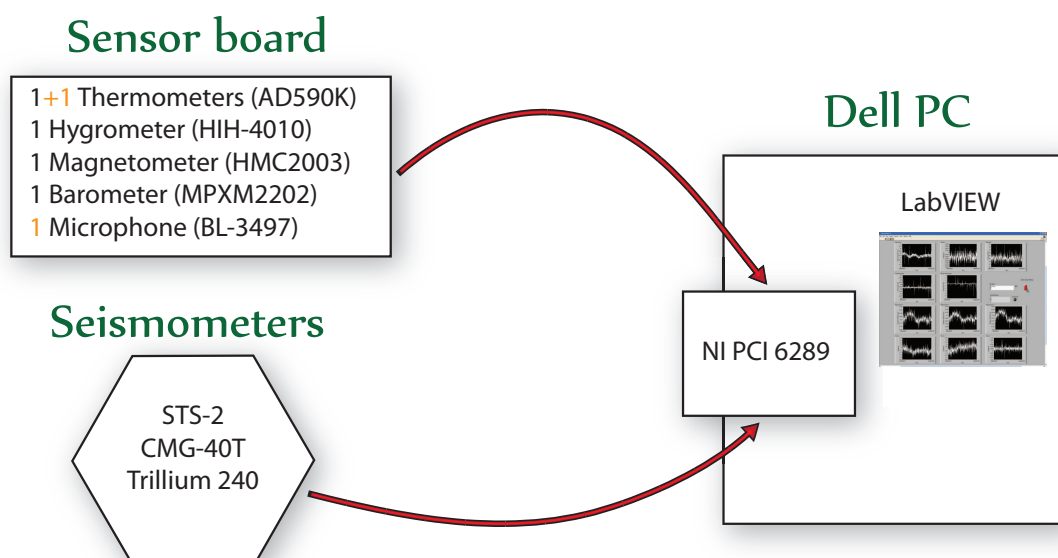 Sensor board
1+1 Thermometers (AD590K)
1 Hygrometer (HIH-4010)
1 Magnetometer (HMC2003)
1 Barometer (MPXM2202)
1 Microphone (BL-3497)
Seismometers
STS-2
CMG-40T
Trillium 240
Dell PC
LabVIEW
NI PCI 6289